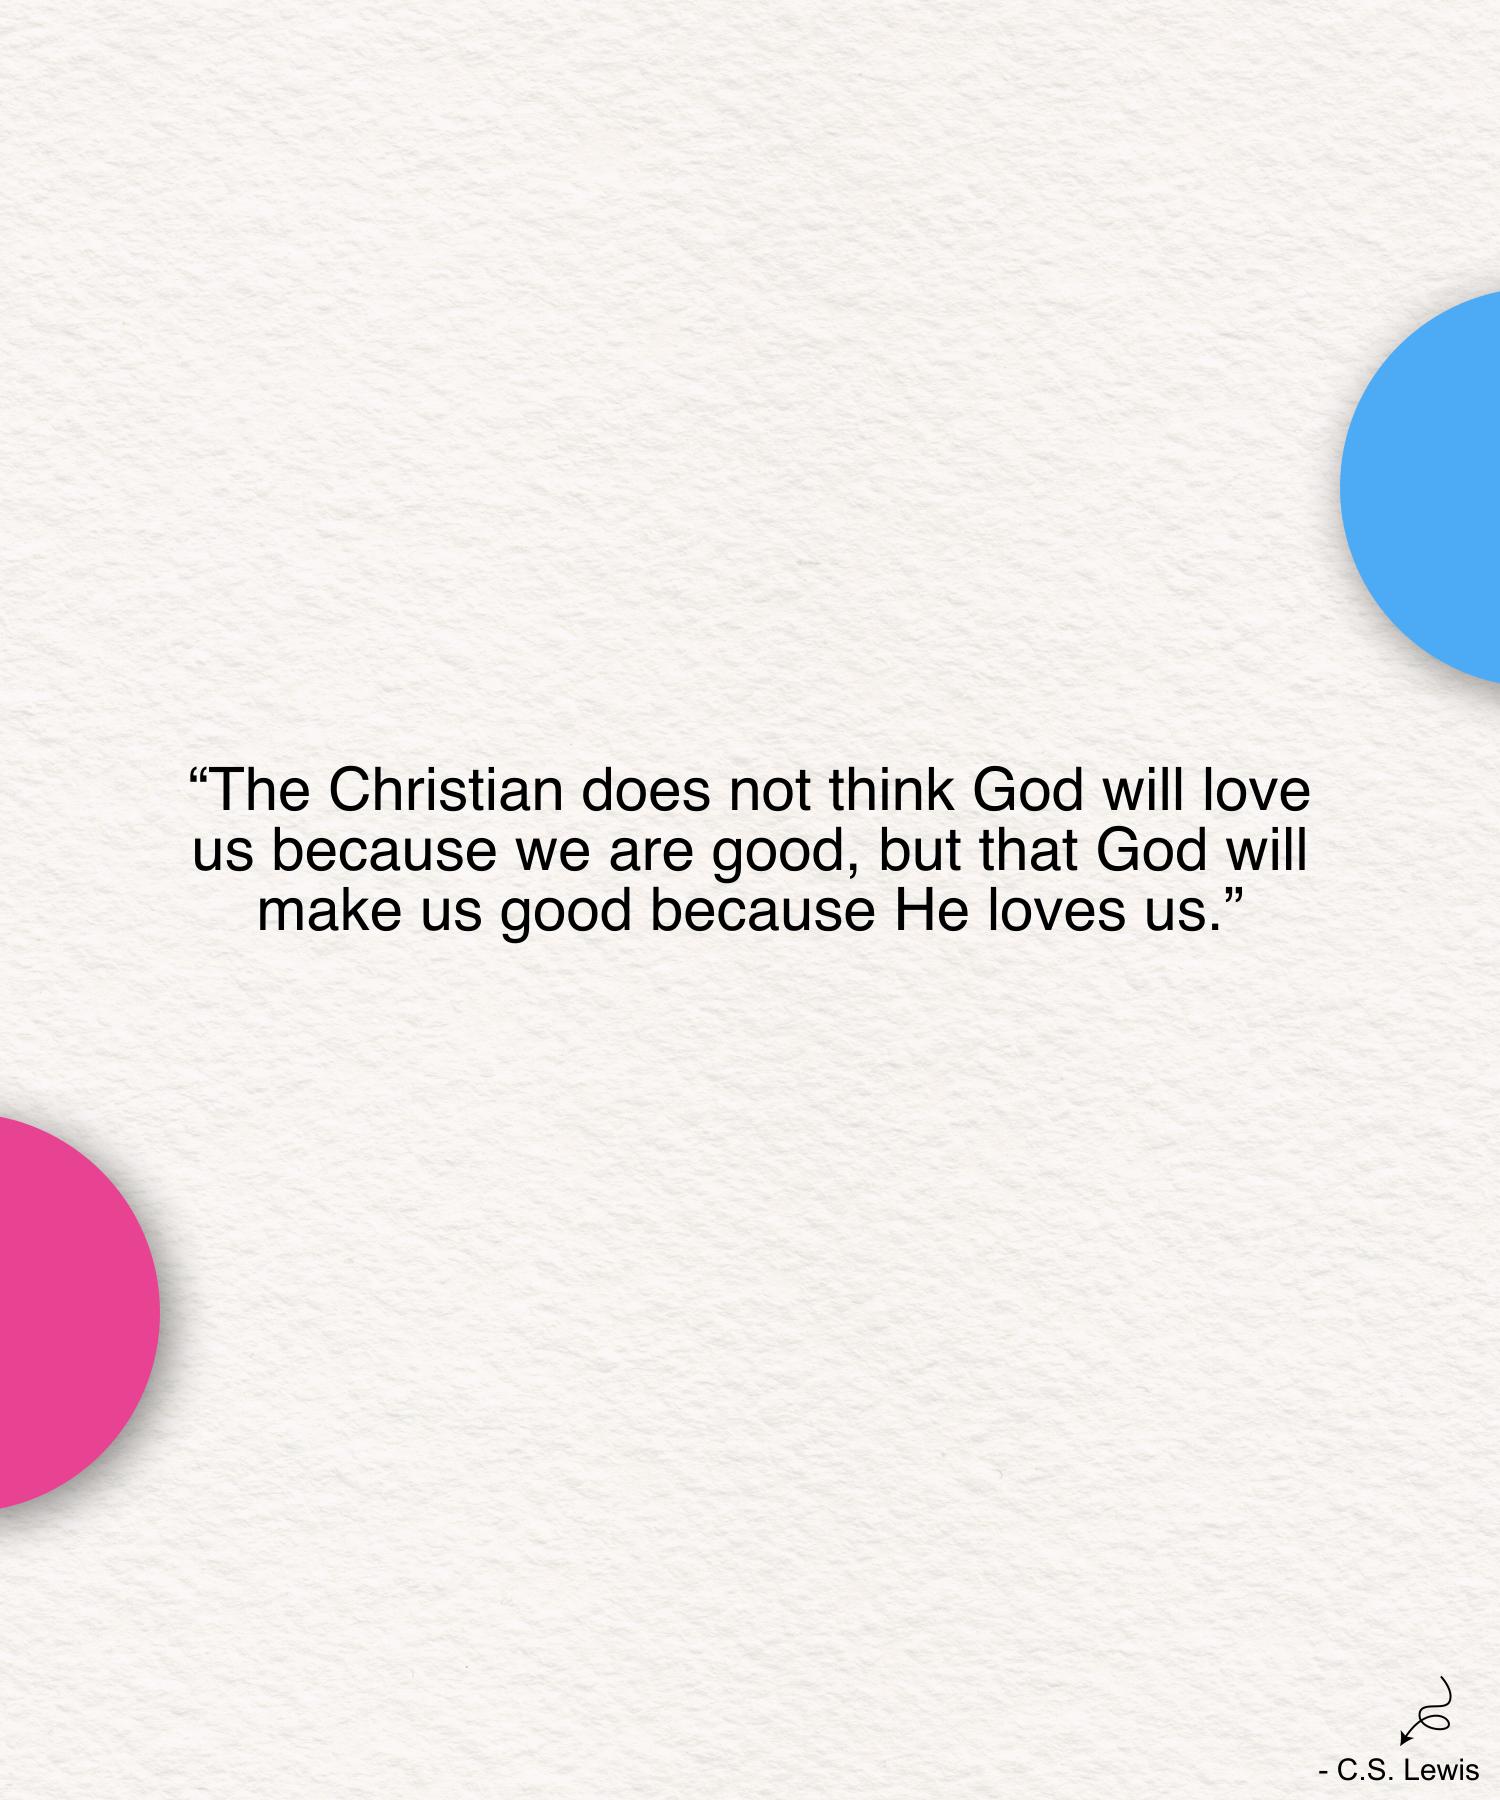 “The Christian does not think God will love
us because we are good, but that God will
make us good because He loves us.”
- C.S. Lewis